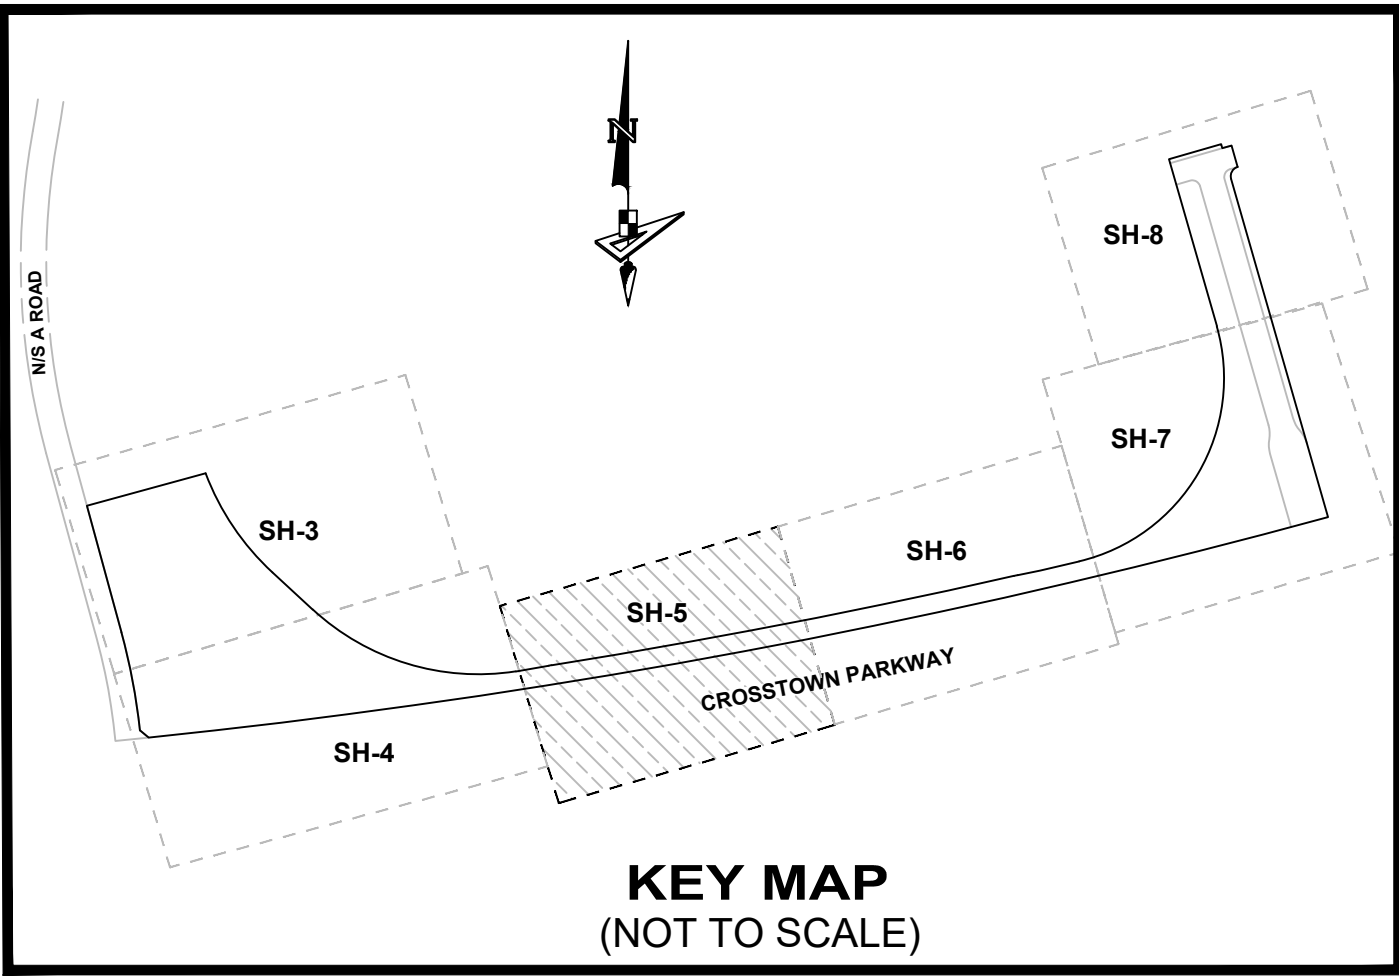 N
SH-8
N/S A ROAD
SH-7
SH-3
SH-6
SH-5
CROSSTOWN PARKWAY
SH-4
KEY MAP
(NOT TO SCALE)